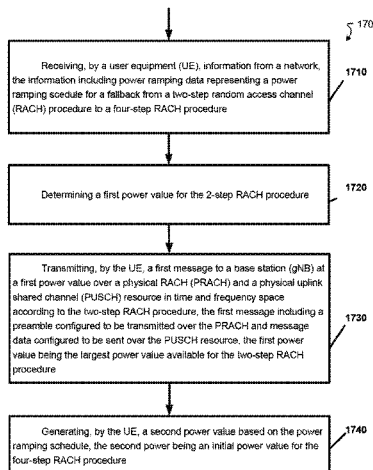 170
Receiving, by a user equipment (UE), information from a network,
the information including power ramping data representing a power
ramping scedule for a fallback from a two-step random access channel
(RACH) procedure to a four-step RACH procedure
1710
Determining a first power value for the 2-step RACH procedure
1720
Transmitting, by the UE, a first message to a base station (gNB) at
a first power value over a physical RACH (PRACH) and a physical uplink
shared channel (PUSCH) resource in time and frequency space
according to the two-step RACH procedure, the first message including a
preamble configured to be transmitted over the PRACH and message
data configured to be sent over the PUSCH resource, the first power
value being the largest power value available for the two-step RACH
procedure
1730
Generating, by the UE, a second power value based on the power
ramping schedule, the second power being an initial power value for the
four-step RACH procedure
1740